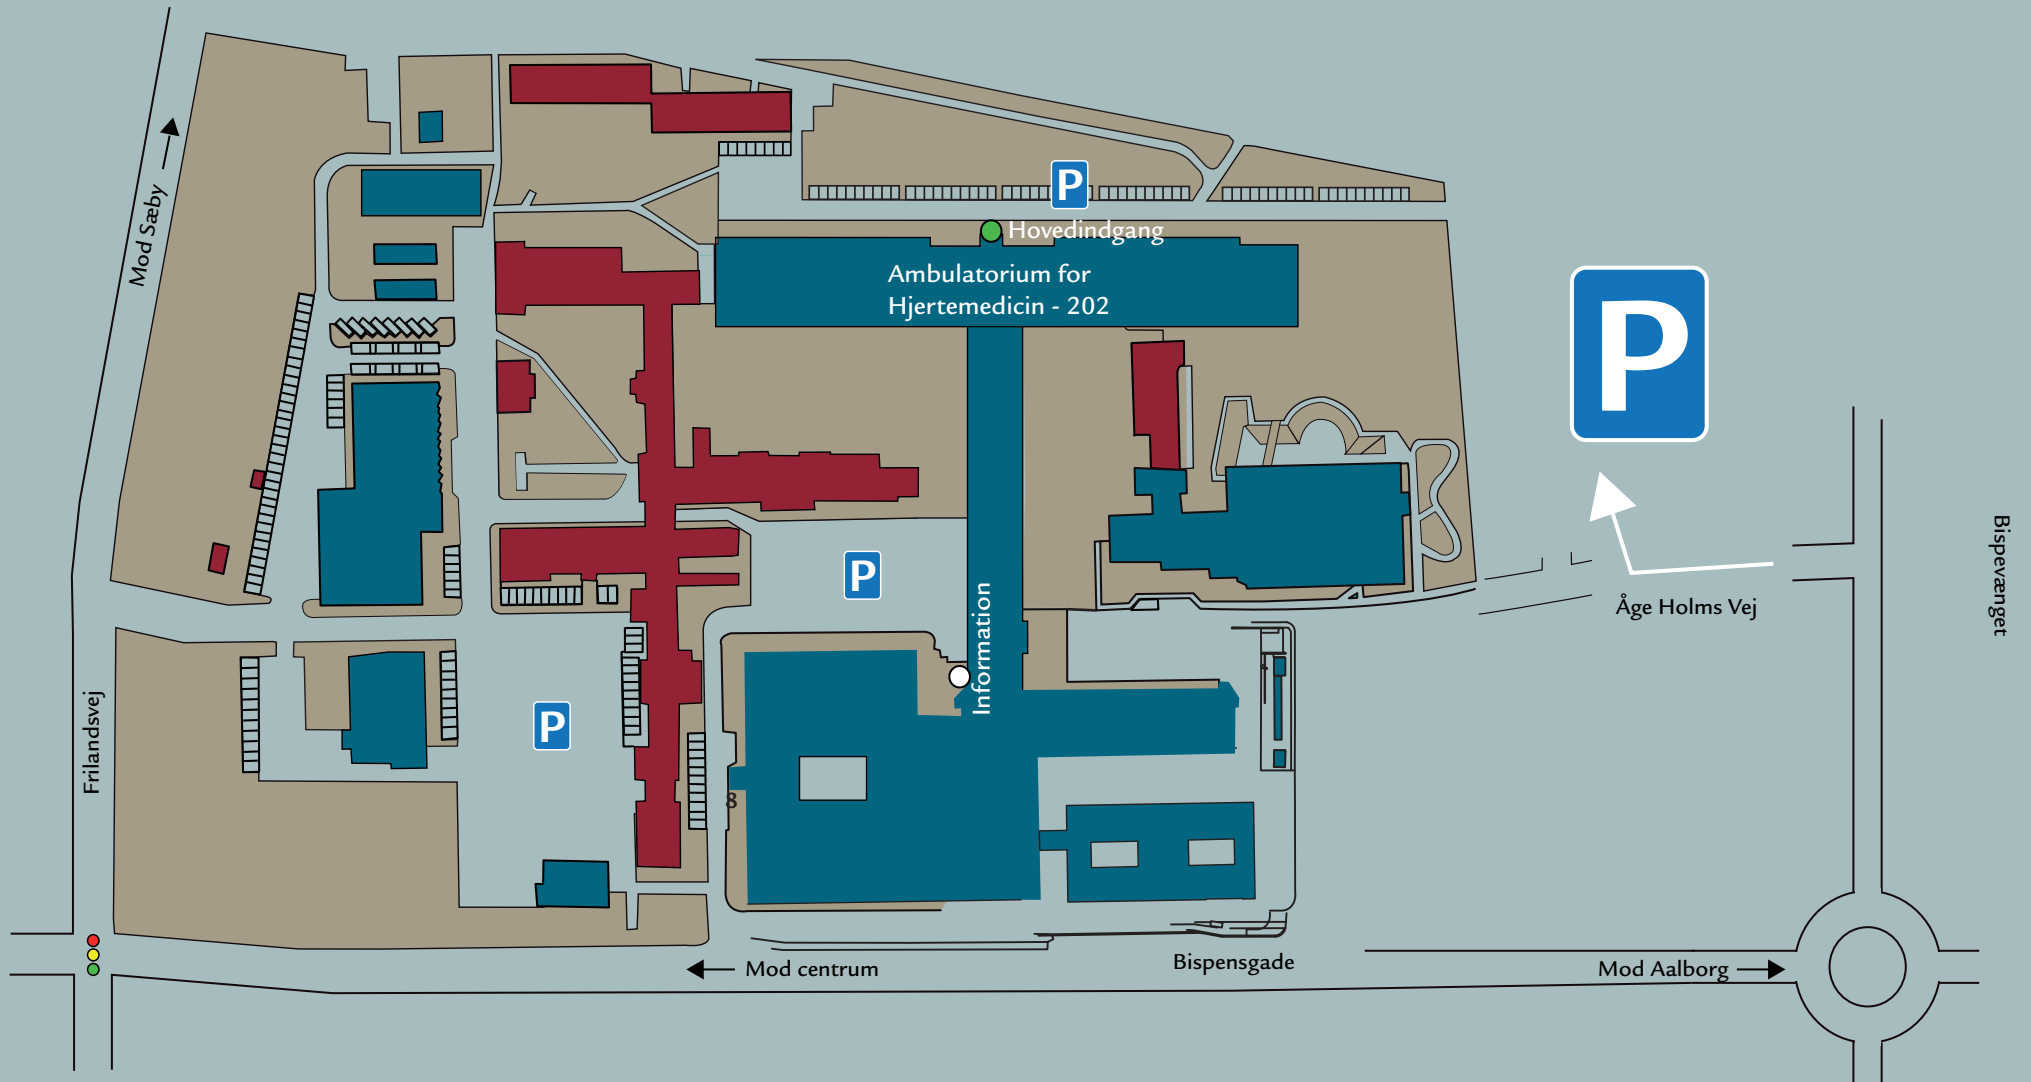 Mod Sæby
P
Hovedindgang
Ambulatorium for
Hjertemedicin - 202
P
P
Information
Bispevænget
Åge Holms Vej
P
Frilandsvej
8
Mod centrum
Bispensgade
Mod Aalborg